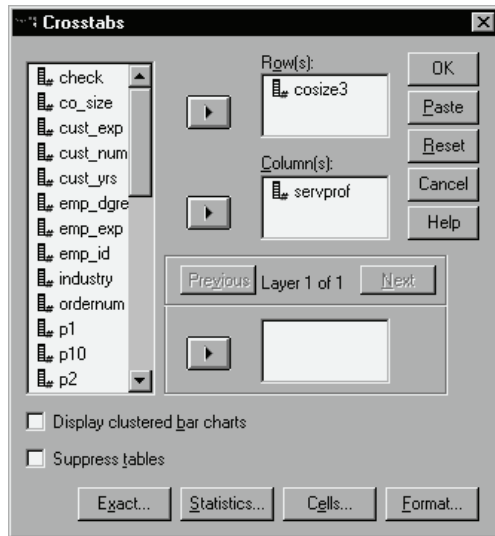 Crosstabs
check
co_size
cust_exp
cust_num
cust_yrs
emp_dgre
emp_exp
emp_id
industry
ordernum
p1
p10
p2
Row(s):
cosize3
Column(s):
servprof
Previous Layer 1 of 1 Next
OK
Paste
Reset
Cancel
Help
Display clustered bar charts
Suppress tables
Exact... Statistics... Cells... Format...